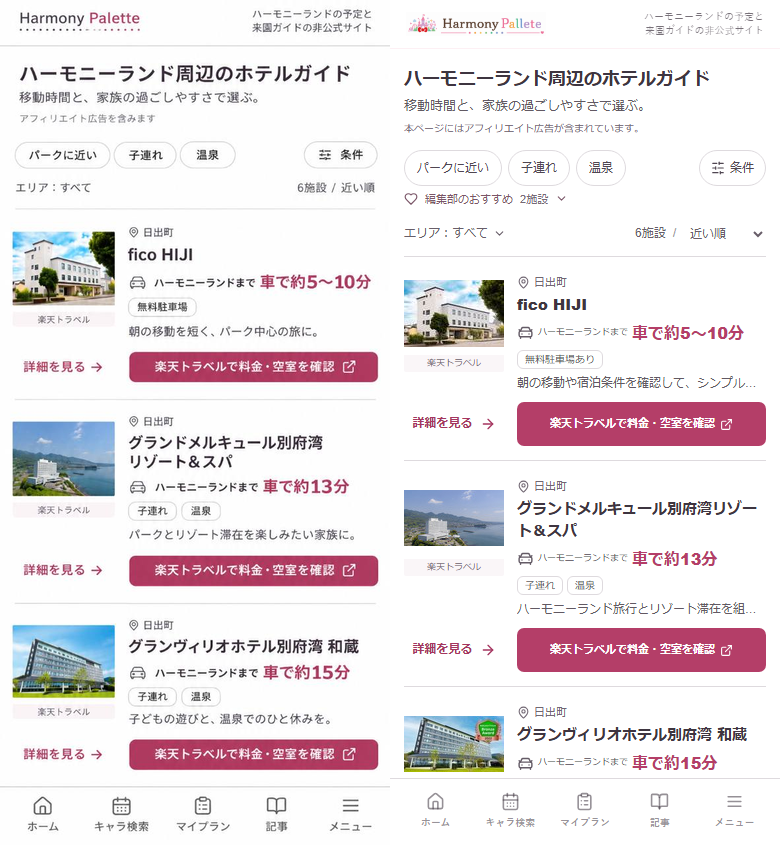 Harmony Palette
ハーモニーランドの予定と
来園ガイドの非公式サイト
ハーモニーランド周辺のホテルガイド
移動時間と、家族の過ごしやすさで選ぶ。
アフィリエイト広告を含みます
パークに近い
子連れ
温泉
条件
エリア：すべて
6施設 / 近い順
日出町
fico HIJI
ハーモニーランドまで 車で約5〜10分
無料駐車場
楽天トラベル
朝の移動を短く、パーク中心の旅に。
詳細を見る →
楽天トラベルで料金・空室を確認
日出町
グランドメルキュール別府湾
リゾート＆スパ
ハーモニーランドまで 車で約13分
子連れ
温泉
楽天トラベル
パークとリゾート滞在を楽しみたい家族に。
詳細を見る →
楽天トラベルで料金・空室を確認
日出町
グランヴィリオホテル別府湾 和蔵
ハーモニーランドまで 車で約15分
子連れ
温泉
楽天トラベル
子どもの遊びと、温泉でのひと休みを。
詳細を見る →
楽天トラベルで料金・空室を確認
ホーム
キャラ検索
マイプラン
記事
メニュー
Harmony Pallete
ハーモニーランドの予定と
来園ガイドの非公式サイト
ハーモニーランド周辺のホテルガイド
移動時間と、家族の過ごしやすさで選ぶ。
本ページにはアフィリエイト広告が含まれています。
パークに近い
子連れ
温泉
条件
編集部のおすすめ 2施設
エリア：すべて
6施設 / 近い順
日出町
fico HIJI
ハーモニーランドまで 車で約5〜10分
楽天トラベル
無料駐車場あり
朝の移動や宿泊条件を確認して、シンプル…
詳細を見る →
楽天トラベルで料金・空室を確認
日出町
グランドメルキュール別府湾リゾー
ト＆スパ
ハーモニーランドまで 車で約13分
楽天トラベル
子連れ
温泉
ハーモニーランド旅行とリゾート滞在を組…
詳細を見る →
楽天トラベルで料金・空室を確認
日出町
グランヴィリオホテル別府湾 和蔵
ハーモニーランドまで 車で約15分
ホーム
キャラ検索
マイプラン
記事
メニュー